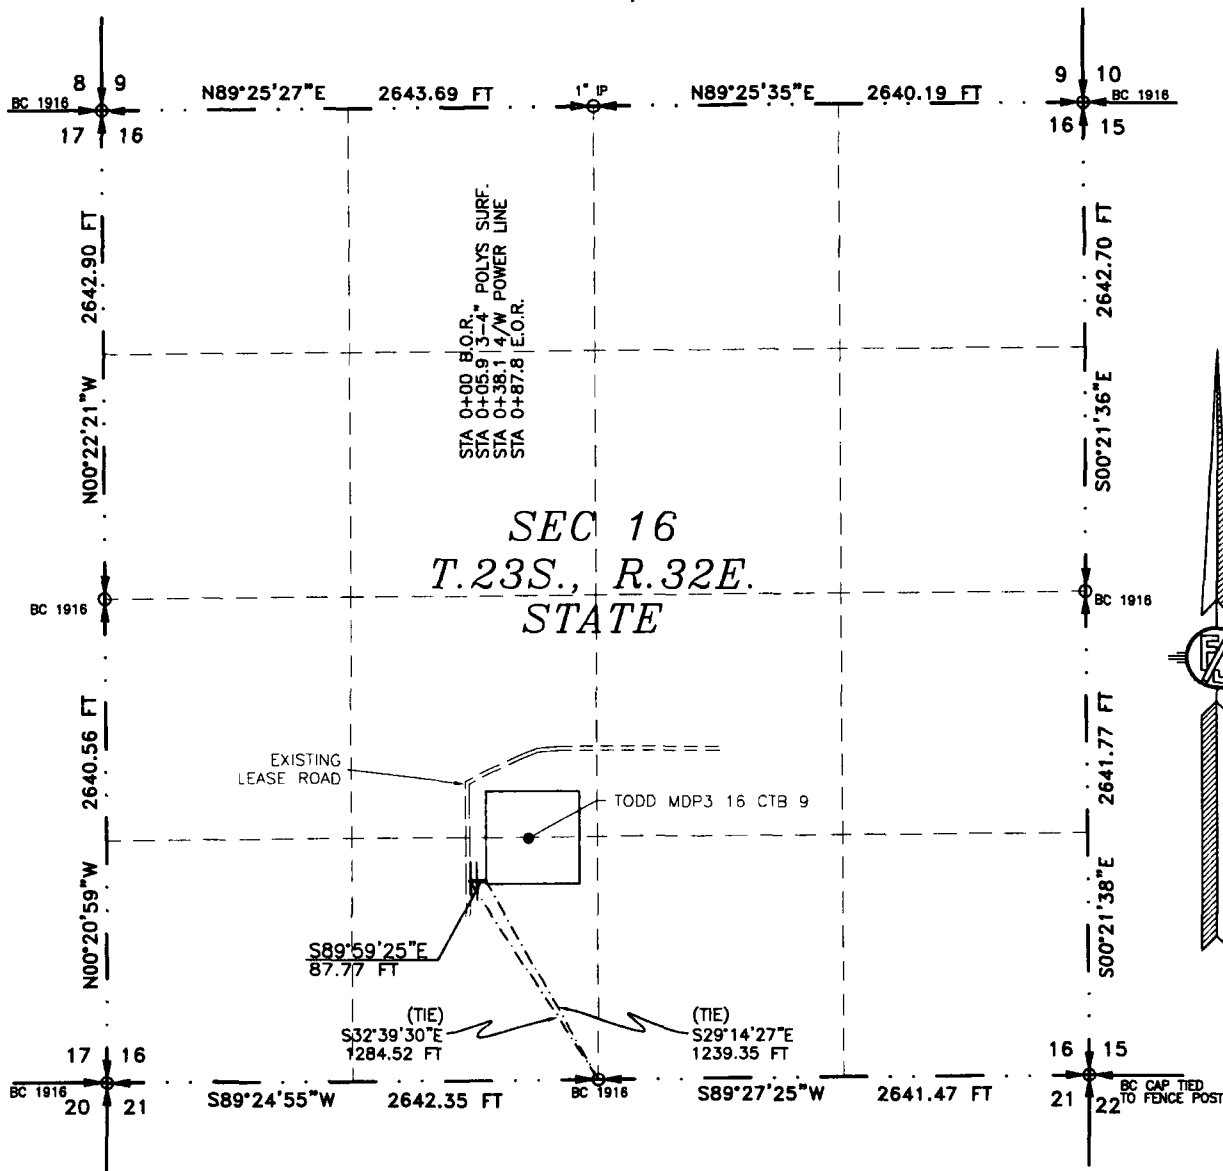 8 9
9 10
BC 1916
N89°25'27"E 2643.69 FT
1" IP
N89°25'35"E 2640.19 FT
BC 1916
17 16
16 15
N00°22'21"W 2642.90 FT
STA 0+00 B.O.R.
STA 0+05.9 3-4" POLYS SURF.
STA 0+38.1 4/W POWER LINE
STA 0+87.8 E.O.R.
S00°21'36"E 2642.70 FT
SEC 16
T.23S., R.32E.
STATE
BC 1916
BC 1916
N00°20'59"W 2640.56 FT
EXISTING
LEASE ROAD
TODD MDP3 16 CTB 9
S00°21'38"E 2641.77 FT
S89°59'25"E
87.77 FT
(TIE)
S32°39'30"E
1284.52 FT
(TIE)
S29°14'27"E
1239.35 FT
17 16
16 15
BC 1916
S89°24'55"W 2642.35 FT
BC 1916
S89°27'25"W 2641.47 FT
BC CAP TIED
TO FENCE POST
20 21
21 22